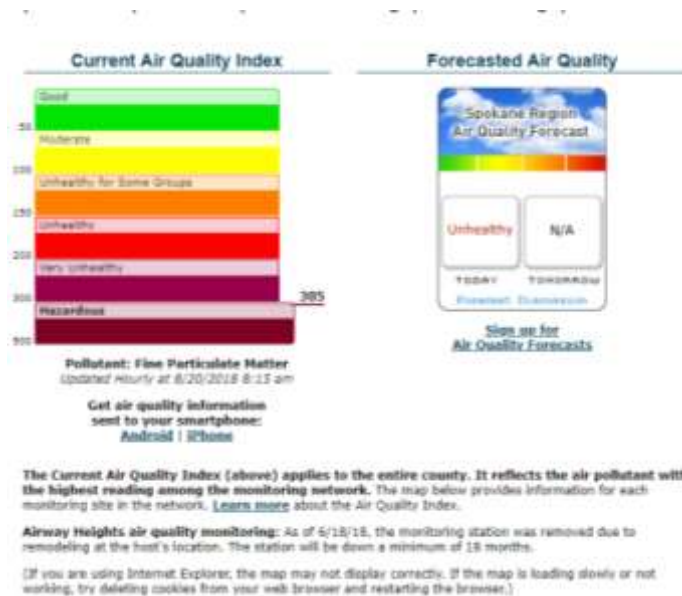 Current Air Quality Index
Forecasted Air Quality
Good
50
Moderate
100
Unhealthy for Some Groups
150
Unhealthy
200
Very Unhealthy
300
305
Hazardous
500
Pollutant: Fine Particulate Matter
Updated Hourly at 8/20/2018 8:15 am
Get air quality information
sent to your smartphone:
Android | iPhone
Spokane Region
Air Quality Forecast
Unhealthy
N/A
TODAY
TOMORROW
Forecast Discussion
Sign up for
Air Quality Forecasts
The Current Air Quality Index (above) applies to the entire county. It reflects the air pollutant with
the highest reading among the monitoring network. The map below provides information for each
monitoring site in the network. Learn more about the Air Quality Index.
Airway Heights air quality monitoring: As of 6/18/18, the monitoring station was removed due to
remodeling at the host's location. The station will be down a minimum of 18 months.
(If you are using Internet Explorer, the map may not display correctly. If the map is loading slowly or not
working, try deleting cookies from your web browser and restarting the browser.)